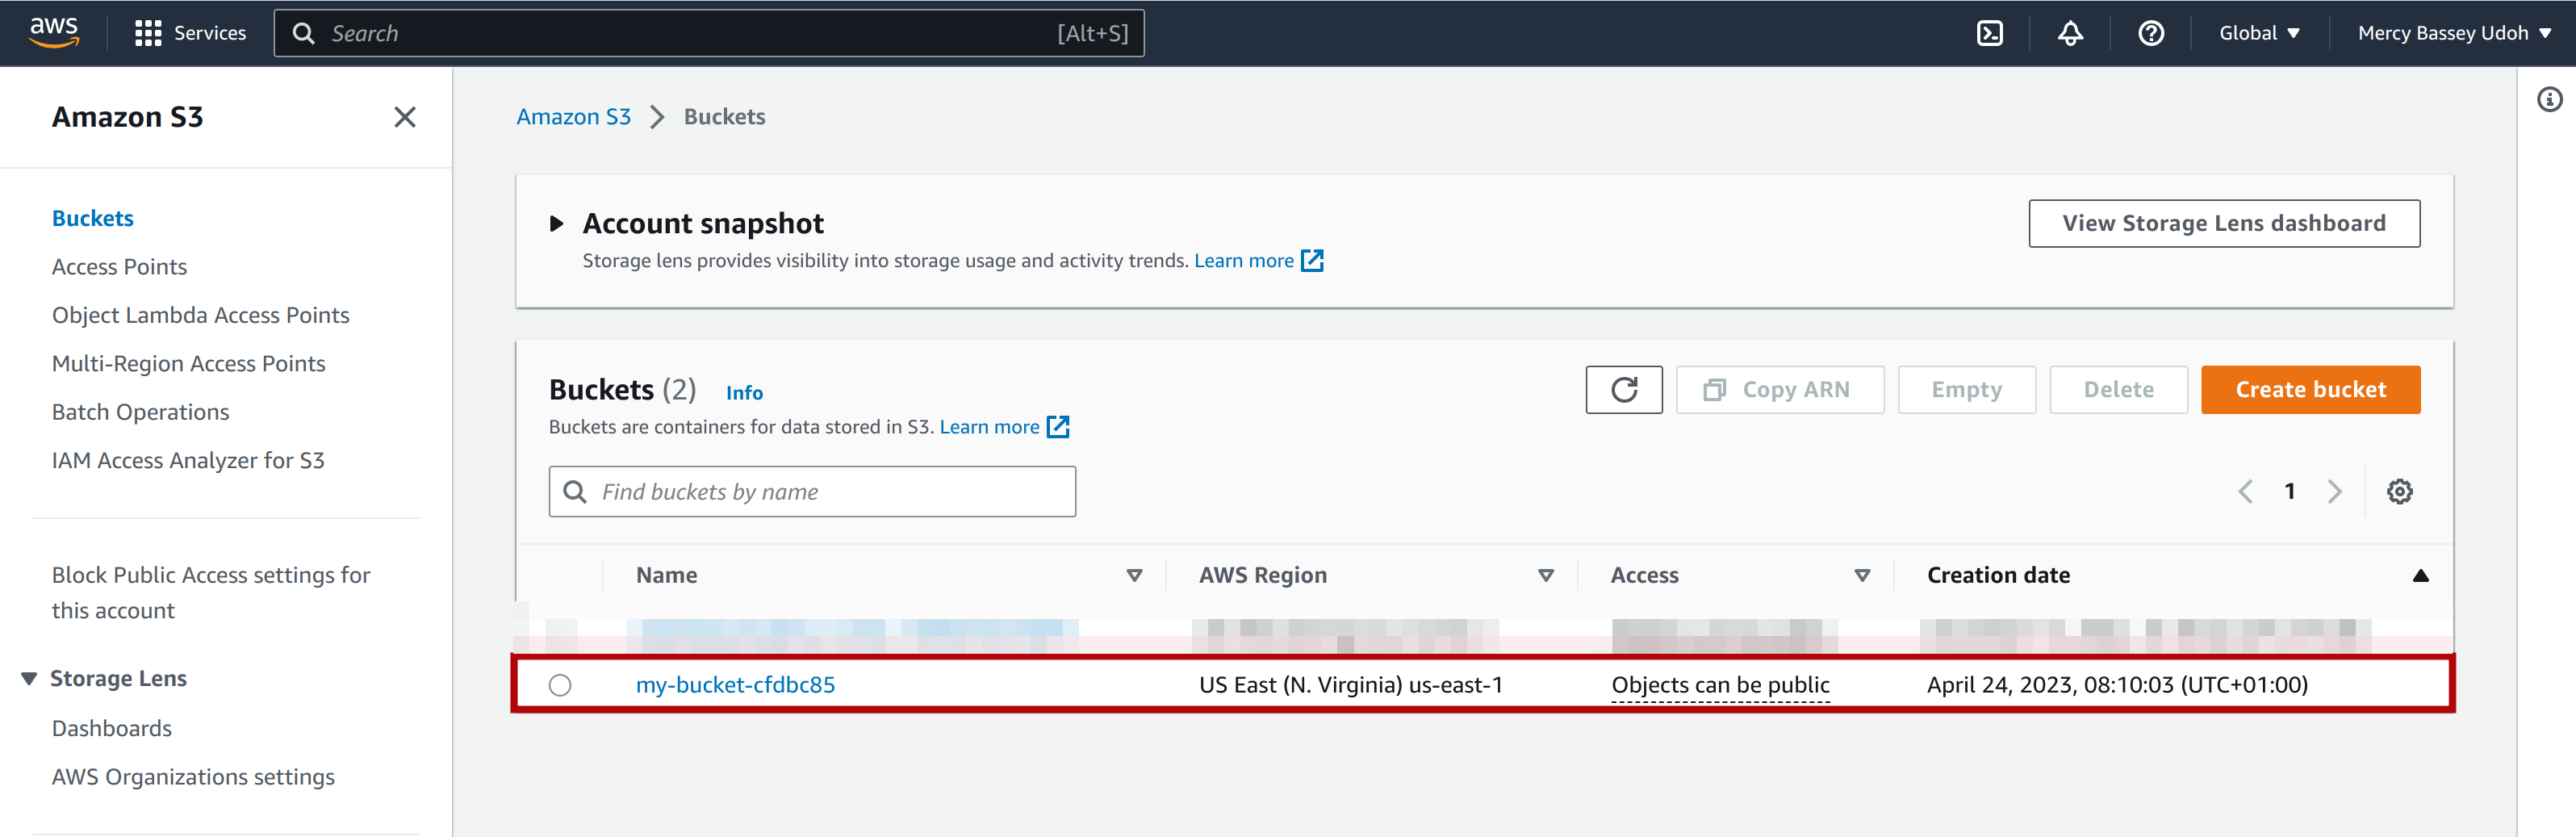 aws Services Search [Alt+S] Global Mercy Bassey Udoh
Amazon S3
Buckets
Access Points
Object Lambda Access Points
Multi-Region Access Points
Batch Operations
IAM Access Analyzer for S3
Block Public Access settings for
this account
Storage Lens
Dashboards
AWS Organizations settings
Amazon S3 Buckets
Account snapshot
View Storage Lens dashboard
Storage lens provides visibility into storage usage and activity trends. Learn more
Buckets (2) Info
Copy ARN Empty Delete Create bucket
Buckets are containers for data stored in S3. Learn more
Find buckets by name
1
Name AWS Region Access Creation date
my-bucket-cfdbc85 US East (N. Virginia) us-east-1 Objects can be public April 24, 2023, 08:10:03 (UTC+01:00)